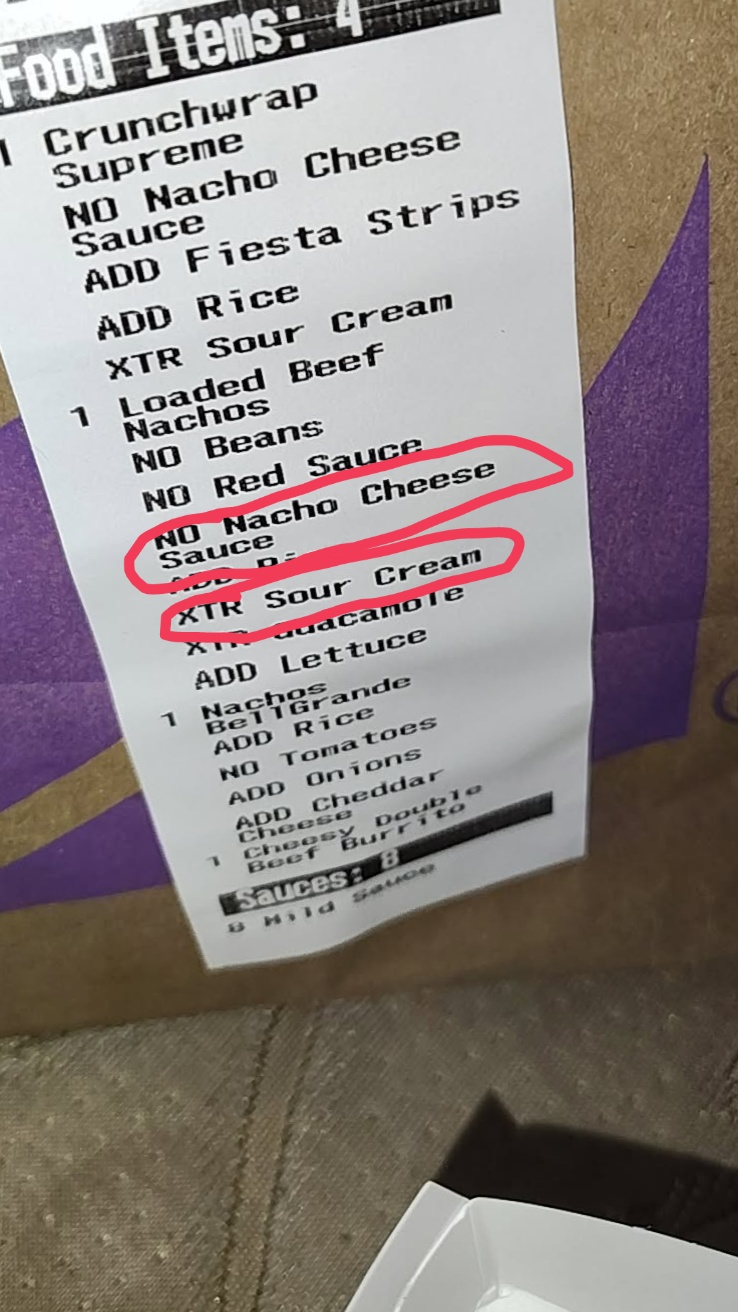 Food Items: 4
1 Crunchwrap
Supreme
NO Nacho Cheese
Sauce
ADD Fiesta Strips
ADD Rice
XTR Sour Cream
1 Loaded Beef
Nachos
NO Beans
NO Red Sauce
NO Nacho Cheese
Sauce
ADD
XTR Sour Cream
XTR Guacamole
ADD Lettuce
1 Nachos
BellGrande
ADD Rice
NO Tomatoes
ADD Onions
ADD Cheddar
Cheese
1 Cheesy Double
Beef Burrito
Sauces: 8
8 Mild Sauce